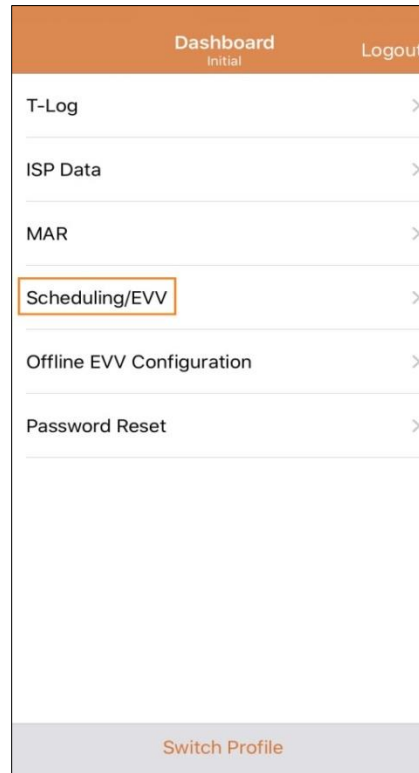 Dashboard
Initial
Logout
T-Log
ISP Data
MAR
Scheduling/EVV
Offline EVV Configuration
Password Reset
Switch Profile